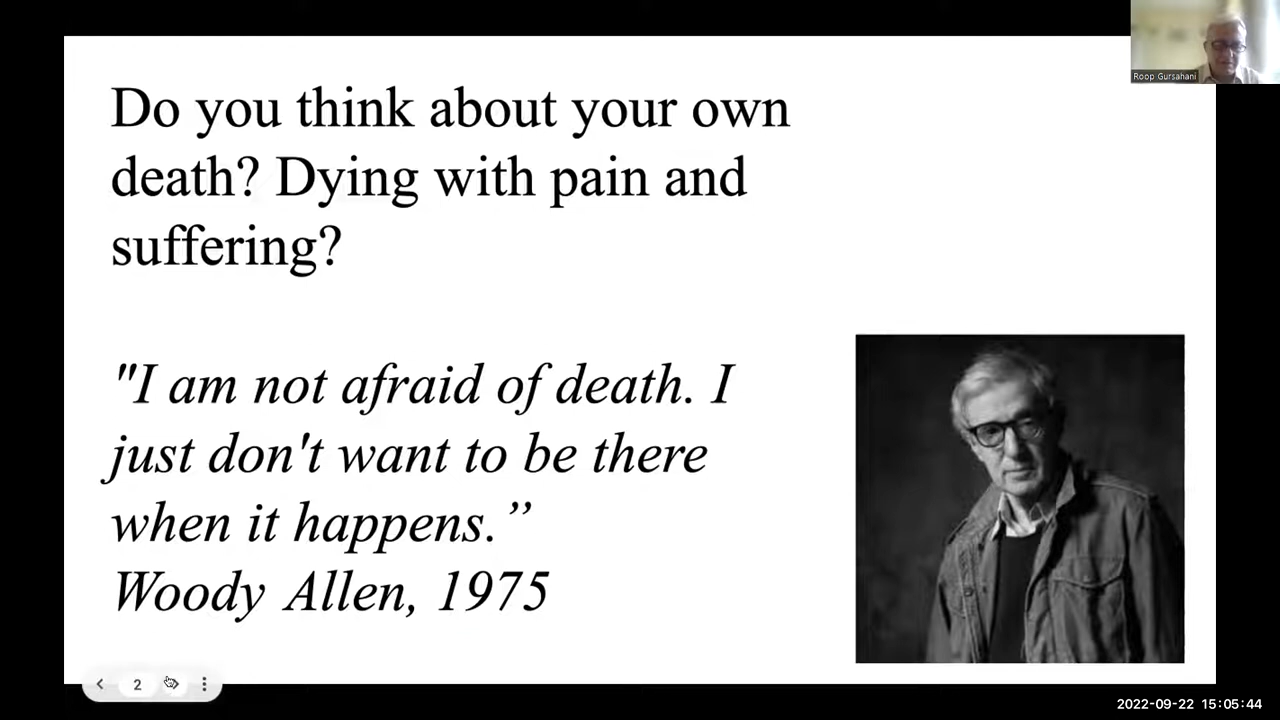 Roop Gursahani
Do you think about your own
death? Dying with pain and
suffering?
"I am not afraid of death. I
just don't want to be there
when it happens.”
Woody Allen, 1975
2
2022-09-22 15:05:44